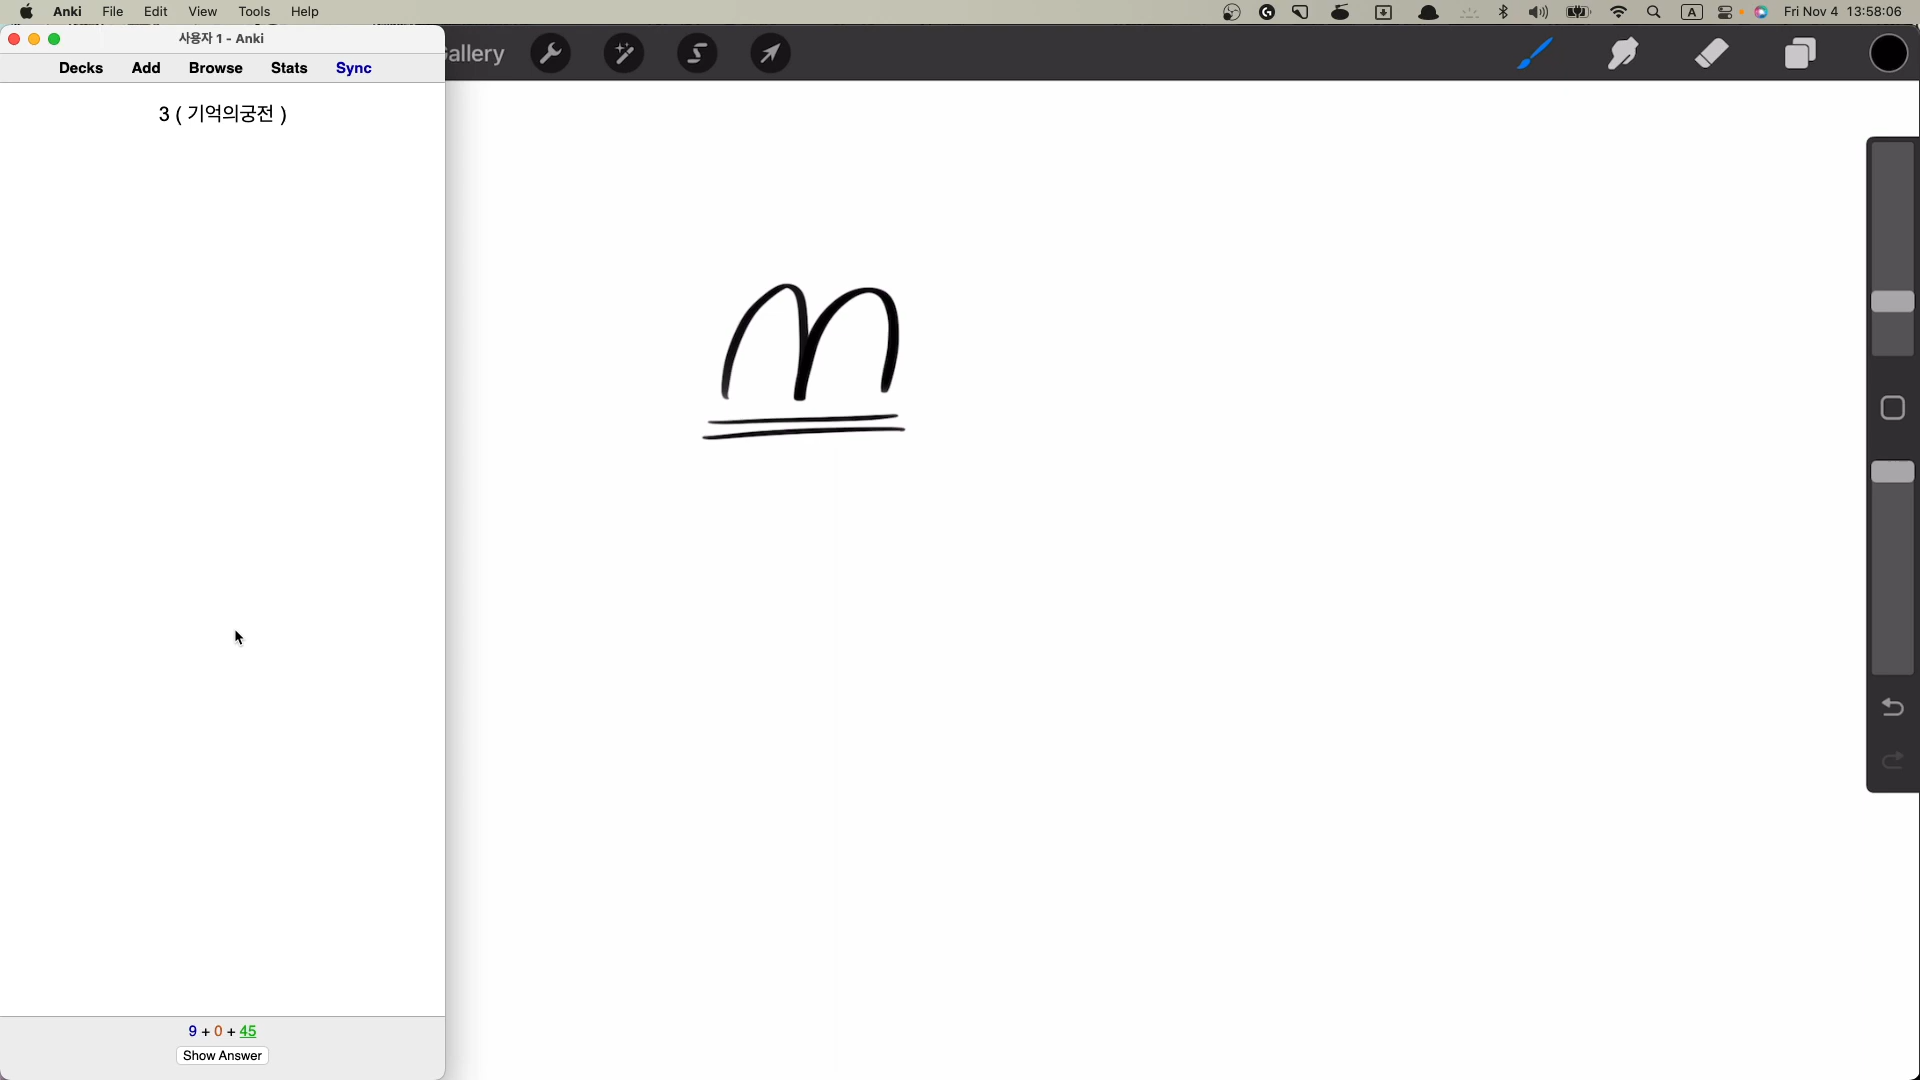 Anki File Edit View Tools Help
A Fri Nov 4 13:58:06
사용자 1 - Anki
Decks Add Browse Stats Sync
allery
3 ( 기억의궁전 )
m
9 + 0 + 45
Show Answer